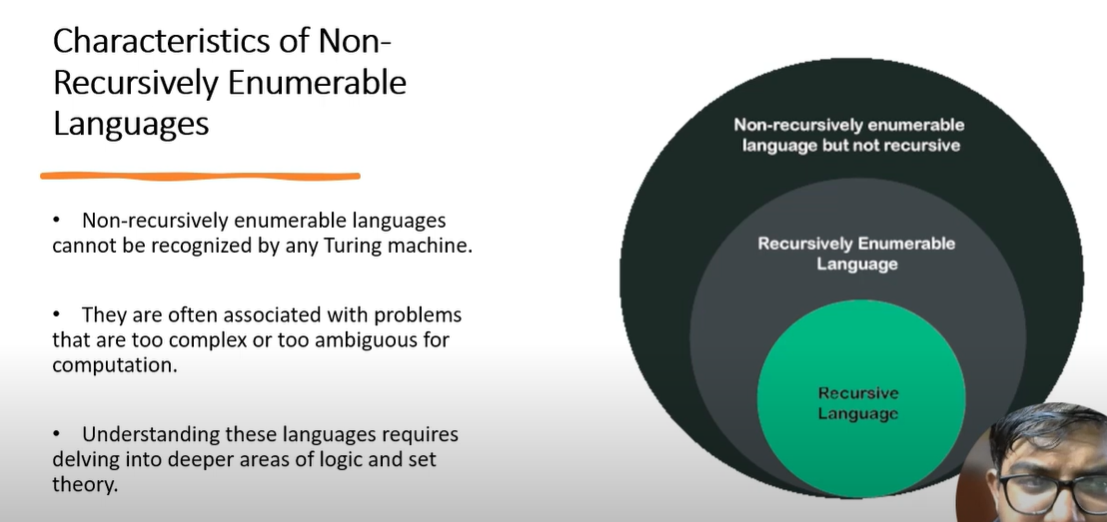 Characteristics of Non-
Recursively Enumerable
Languages
• Non-recursively enumerable languages
cannot be recognized by any Turing machine.
• They are often associated with problems
that are too complex or too ambiguous for
computation.
• Understanding these languages requires
delving into deeper areas of logic and set
theory.
Non-recursively enumerable
language but not recursive
Recursively Enumerable
Language
Recursive
Language